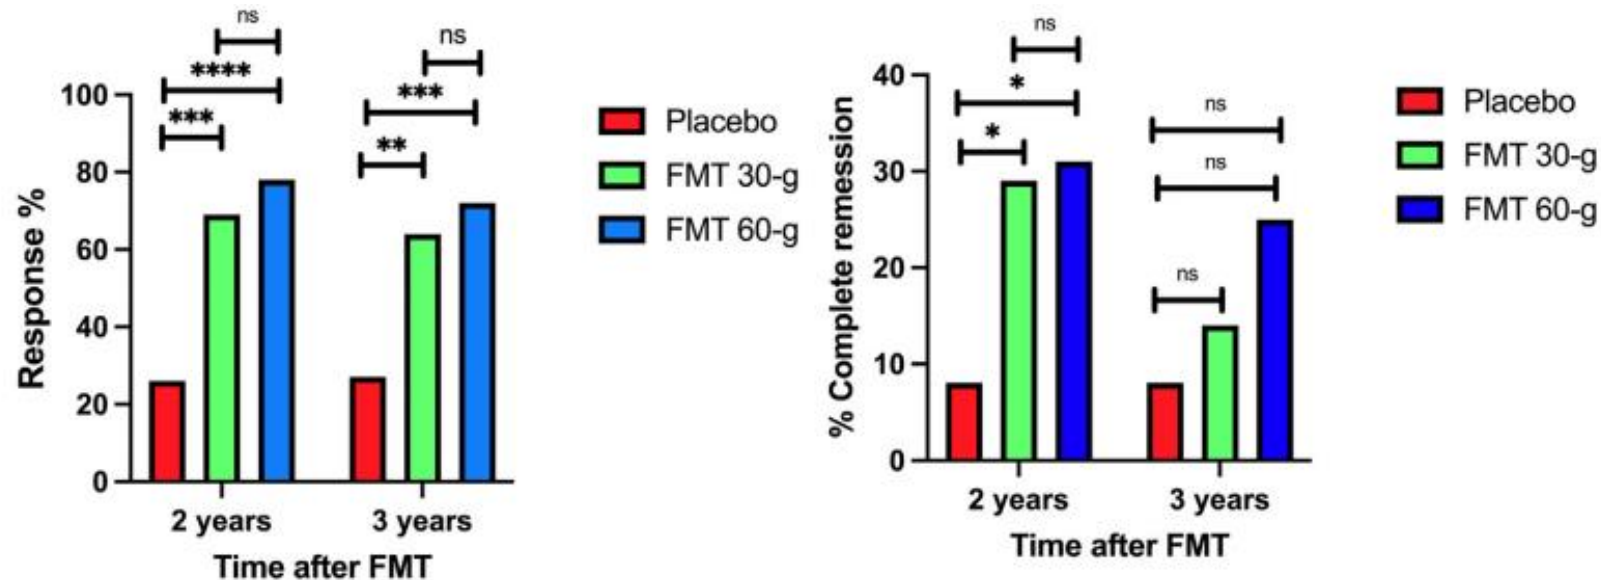 ns
****
***
ns
***
**
Response %
100
80
60
40
20
0
2 years
3 years
Time after FMT
Placebo
FMT 30-g
FMT 60-g
ns
*
*
ns
ns
ns
% Complete remession
40
30
20
10
0
2 years
3 years
Time after FMT
Placebo
FMT 30-g
FMT 60-g